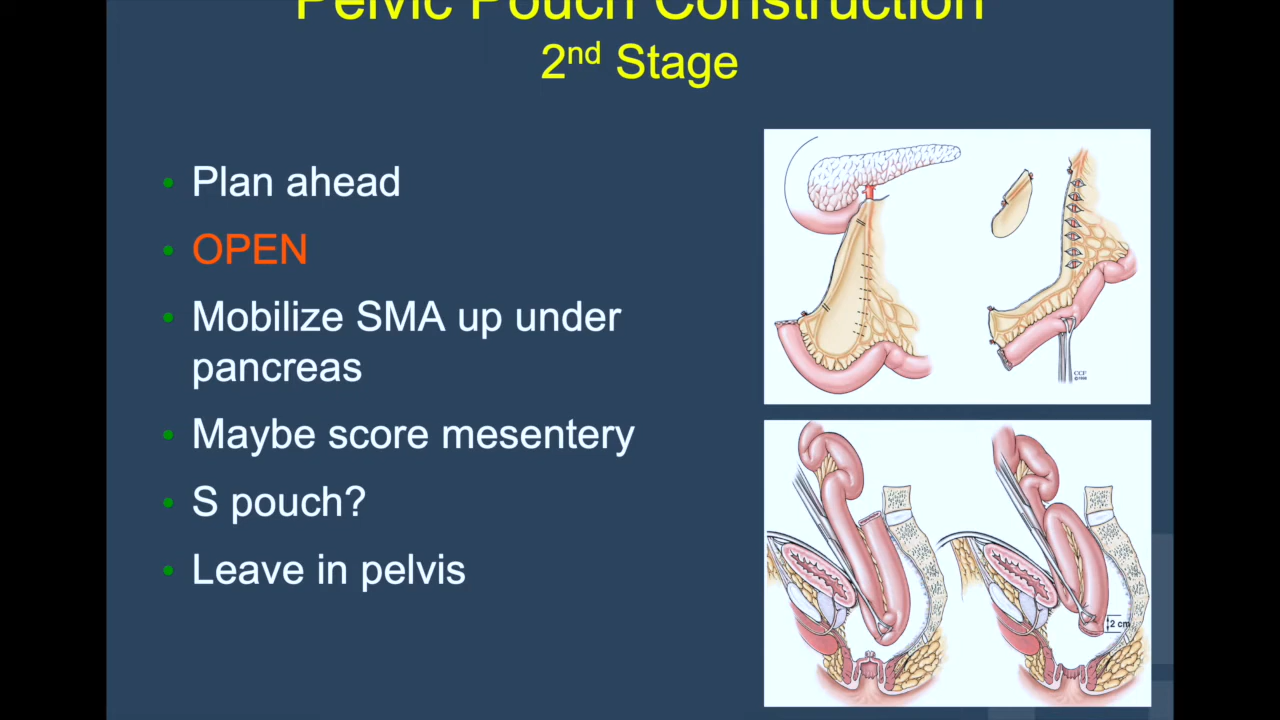 Pelvic Pouch Construction
2nd Stage
• Plan ahead
• OPEN
• Mobilize SMA up under
pancreas
• Maybe score mesentery
• S pouch?
• Leave in pelvis
CCF
©1998
2 cm